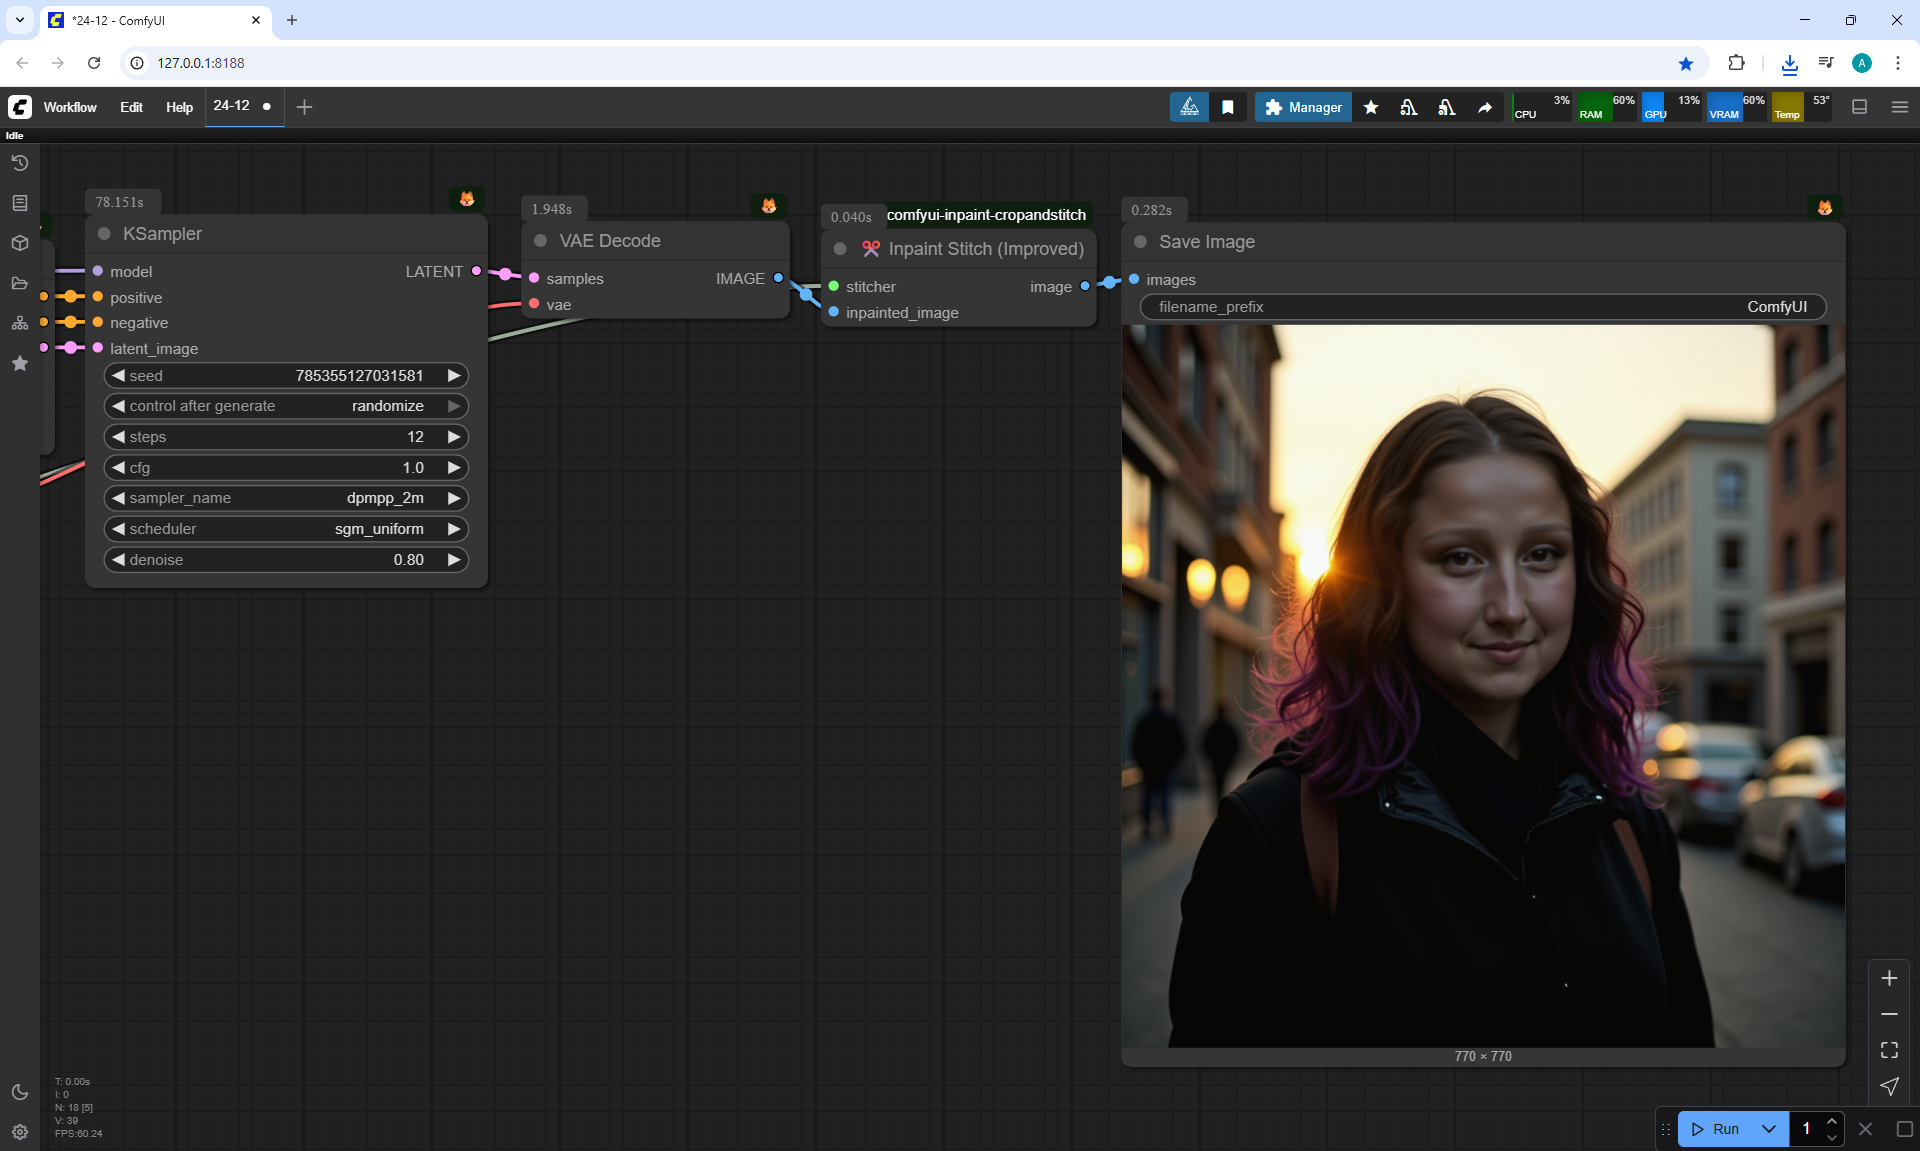 *24-12 - ComfyUI
127.0.0.1:8188
Workflow Edit Help 24-12
Manager
CPU 3% RAM 60% GPU 13% VRAM 60% Temp 53°
Idle
78.151s
KSampler
model LATENT
positive
negative
latent_image
seed 785355127031581
control after generate randomize
steps 12
cfg 1.0
sampler_name dpmpp_2m
scheduler sgm_uniform
denoise 0.80
1.948s
VAE Decode
samples IMAGE
vae
0.040s comfyui-inpaint-cropandstitch
Inpaint Stitch (Improved)
stitcher image
inpainted_image
0.282s
Save Image
images
filename_prefix ComfyUI
770 × 770
T: 0.00s
I: 0
N: 18 [5]
V: 39
FPS:60.24
Run 1
A